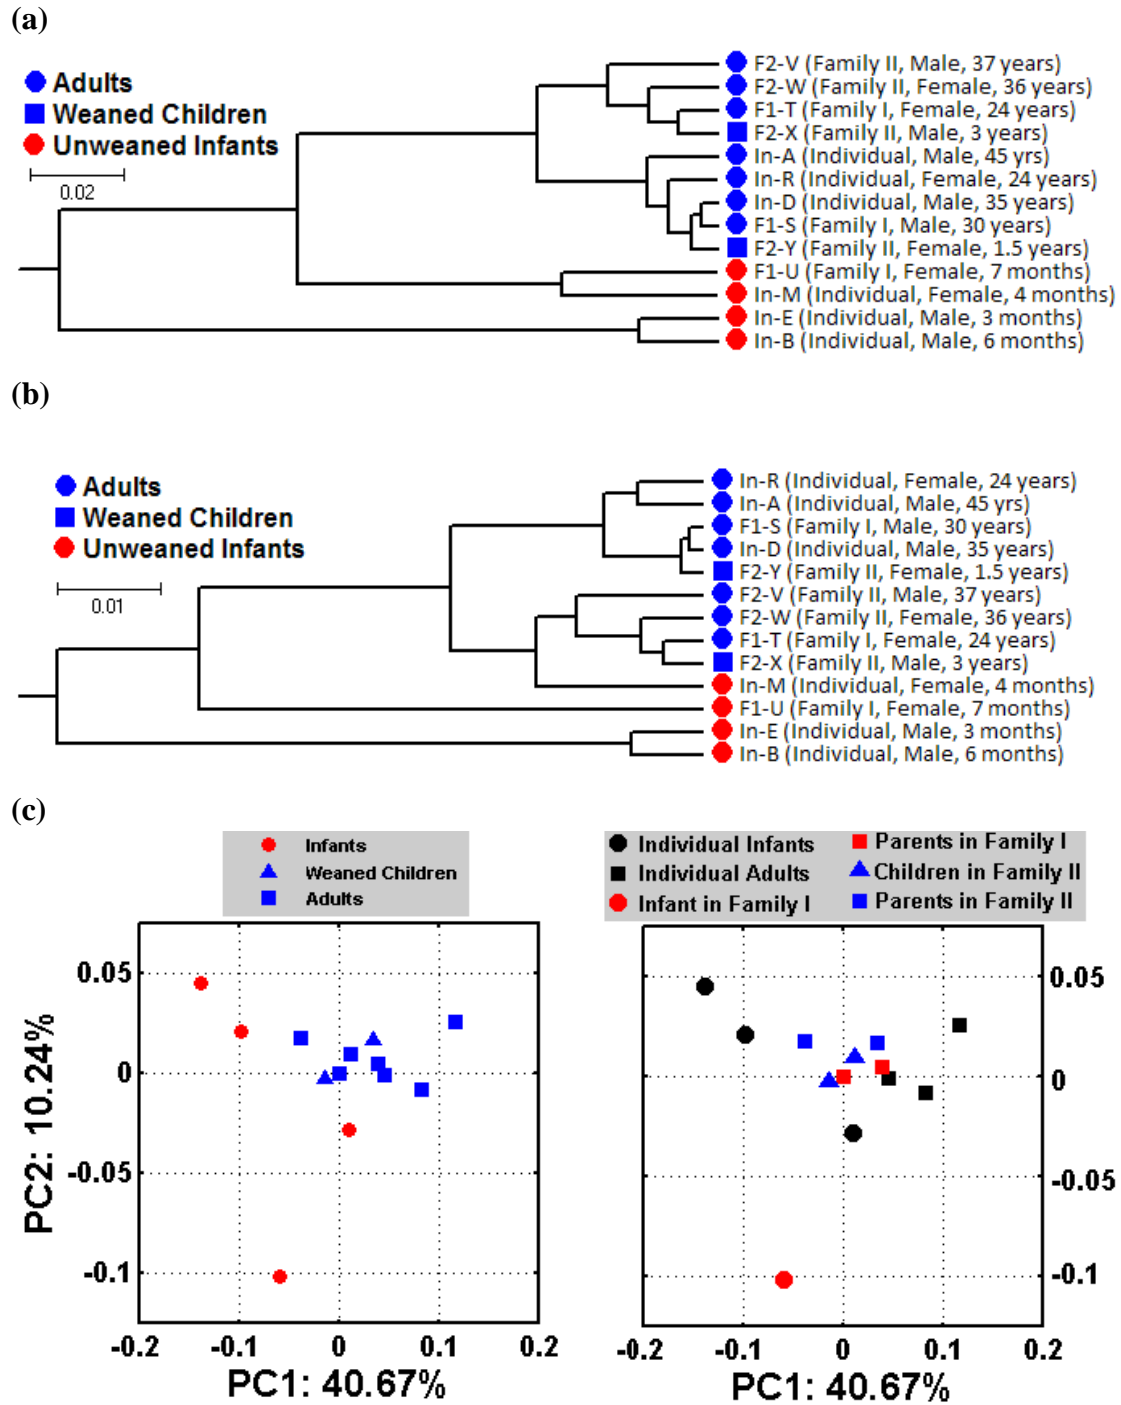 (a)
Adults
Weaned Children
Unweaned Infants
0.02
F2-V (Family II, Male, 37 years)
F2-W (Family II, Female, 36 years)
F1-T (Family I, Female, 24 years)
F2-X (Family II, Male, 3 years)
In-A (Individual, Male, 45 yrs)
In-R (Individual, Female, 24 years)
In-D (Individual, Male, 35 years)
F1-S (Family I, Male, 30 years)
F2-Y (Family II, Female, 1.5 years)
F1-U (Family I, Female, 7 months)
In-M (Individual, Female, 4 months)
In-E (Individual, Male, 3 months)
In-B (Individual, Male, 6 months)
(b)
Adults
Weaned Children
Unweaned Infants
0.01
In-R (Individual, Female, 24 years)
In-A (Individual, Male, 45 yrs)
F1-S (Family I, Male, 30 years)
In-D (Individual, Male, 35 years)
F2-Y (Family II, Female, 1.5 years)
F2-V (Family II, Male, 37 years)
F2-W (Family II, Female, 36 years)
F1-T (Family I, Female, 24 years)
F2-X (Family II, Male, 3 years)
In-M (Individual, Female, 4 months)
F1-U (Family I, Female, 7 months)
In-E (Individual, Male, 3 months)
In-B (Individual, Male, 6 months)
(c)
Infants
Weaned Children
Adults
0.05
0
-0.05
-0.1
-0.2 -0.1 0 0.1 0.2
PC2: 10.24%
PC1: 40.67%
Individual Infants
Individual Adults
Infant in Family I
Parents in Family I
Children in Family II
Parents in Family II
0.05
0
-0.05
-0.1
-0.2 -0.1 0 0.1 0.2
PC1: 40.67%